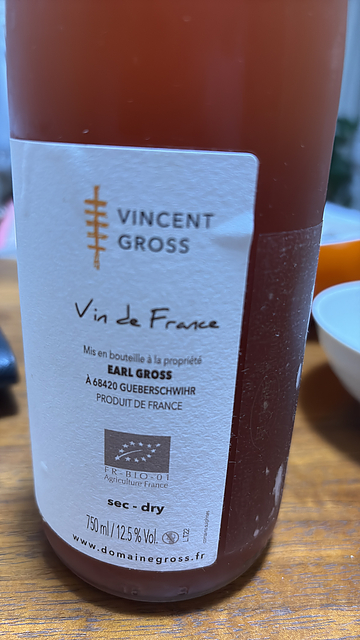 VINCENT
GROSS
Vin de France
Mis en bouteille à la propriété
EARL GROSS
À 68420 GUEBERSCHWIHR
PRODUIT DE FRANCE
FR-BIO-01
Agriculture France
sec - dry
750 ml / 12.5 % Vol. L22
www.domainegross.fr